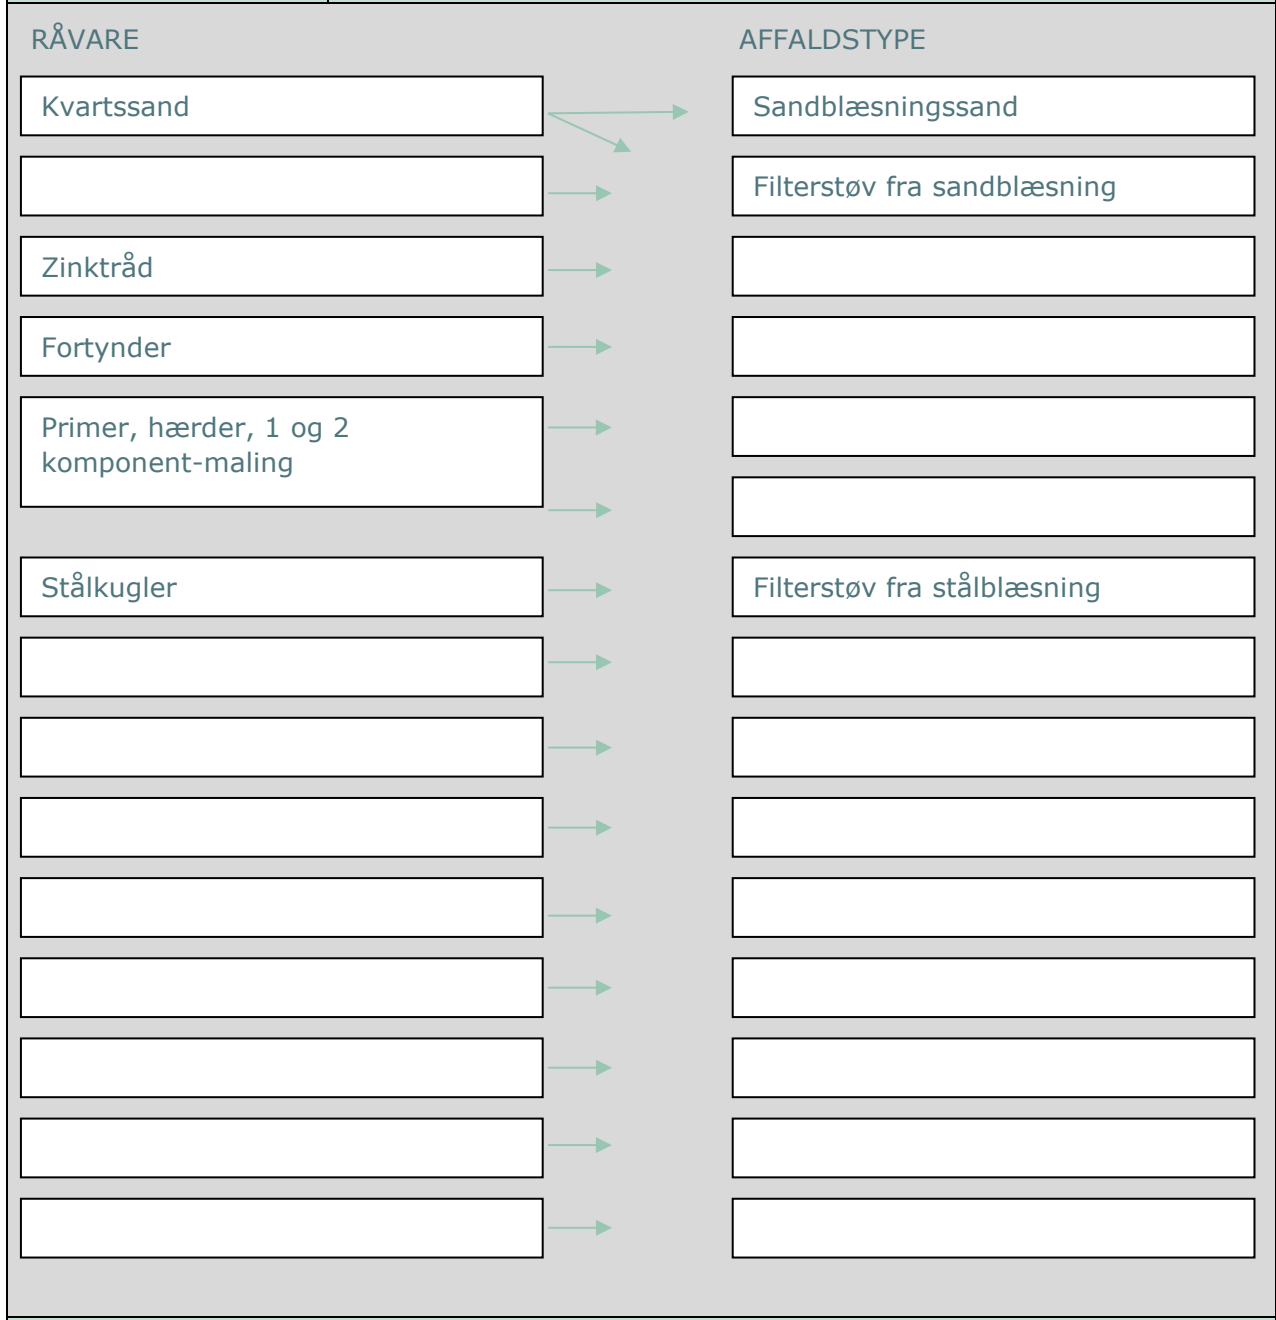 RÅVARE
AFFALDSTYPE
Kvartssand
Sandblæsningssand
Filterstøv fra sandblæsning
Zinktråd
Fortynder
Primer, hærder, 1 og 2
komponent-maling
Stålkugler
Filterstøv fra stålblæsning